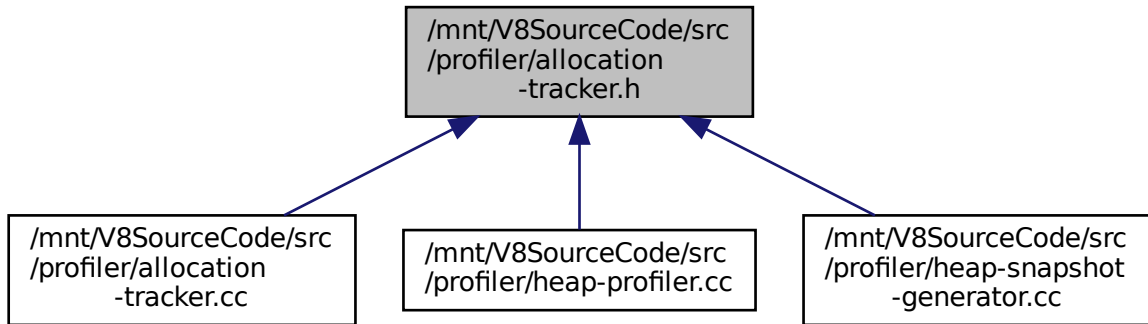 /mnt/V8SourceCode/src
/profiler/allocation
-tracker.h
/mnt/V8SourceCode/src
/profiler/allocation
-tracker.cc
/mnt/V8SourceCode/src
/profiler/heap-profiler.cc
/mnt/V8SourceCode/src
/profiler/heap-snapshot
-generator.cc